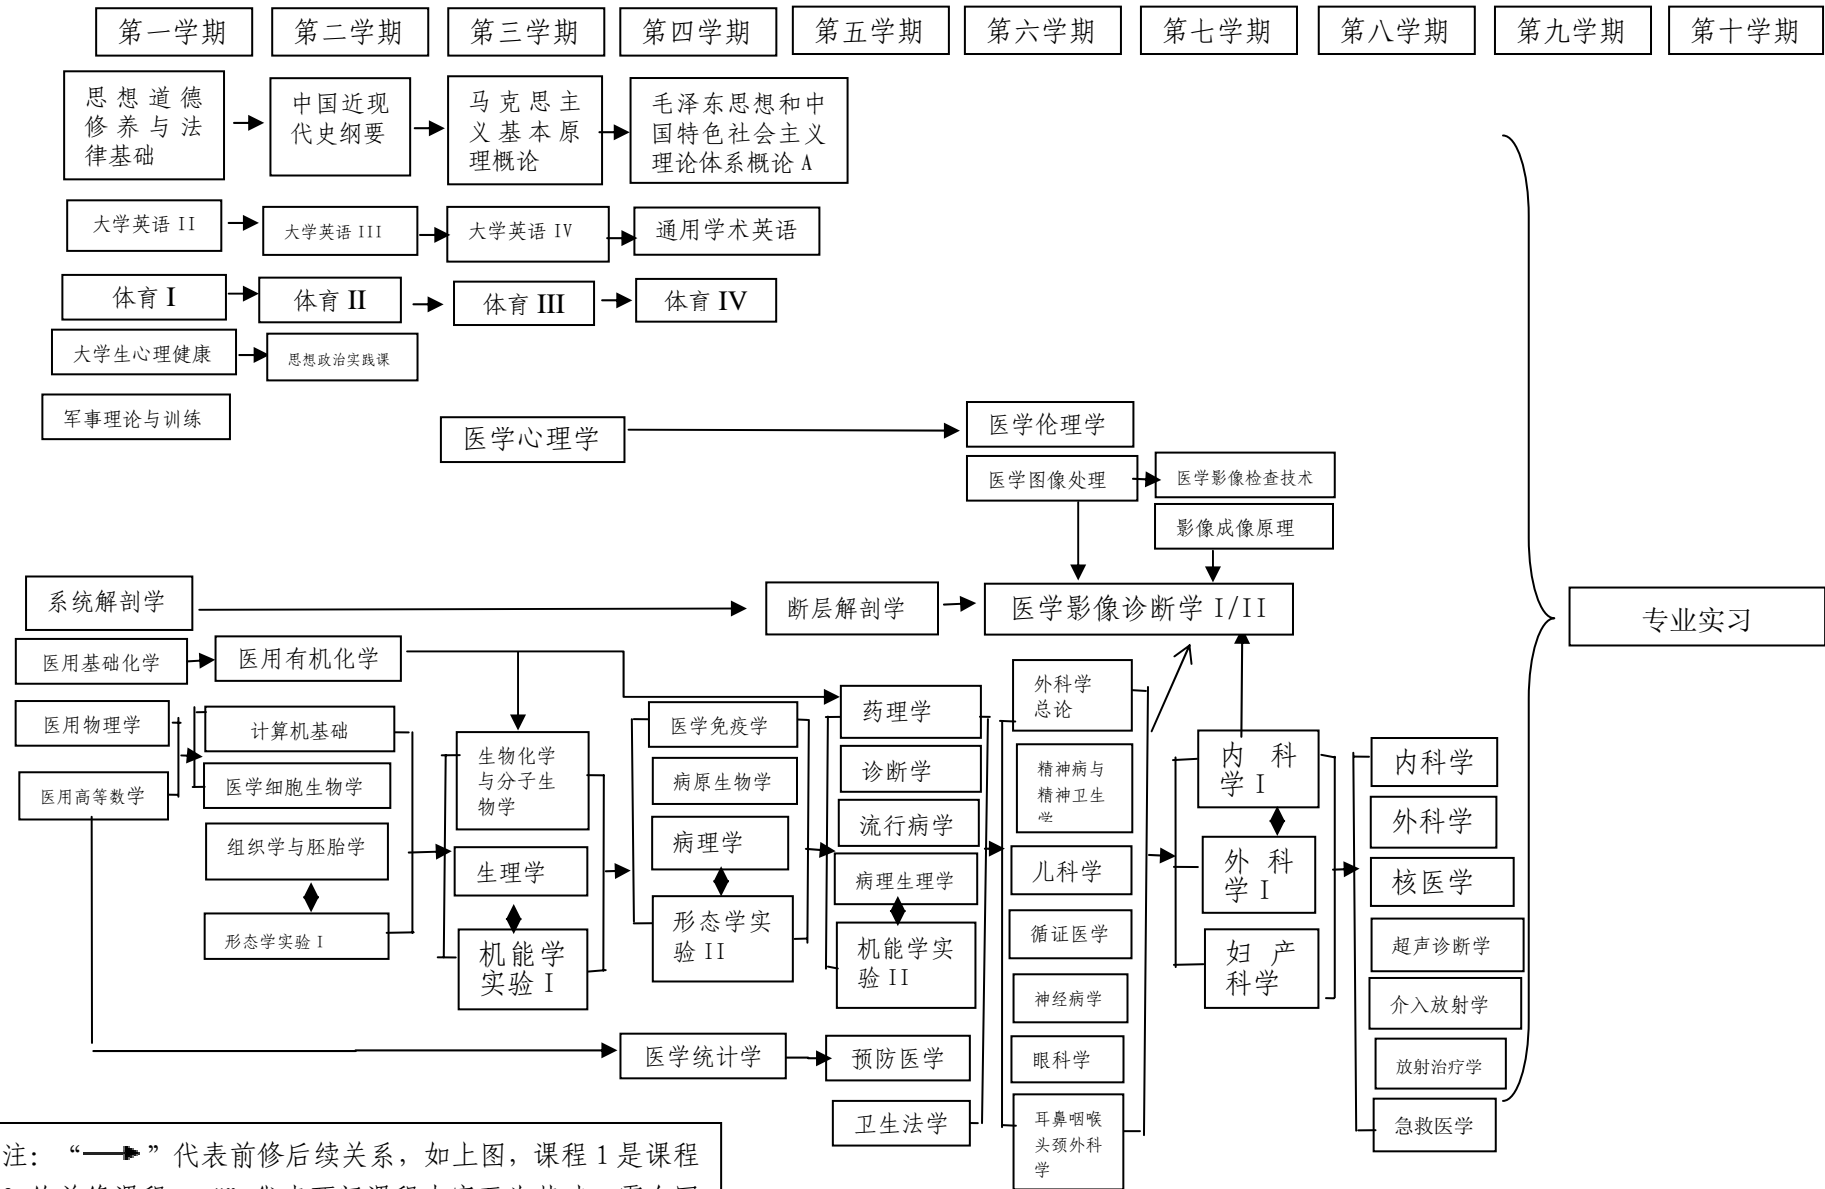 第一学期
第二学期
第三学期
第四学期
第五学期
第六学期
第七学期
第八学期
第九学期
第十学期
思想道德
修养与法
律基础
中国近现
代史纲要
马克思主
义基本原
理概论
毛泽东思想和中
国特色社会主义
理论体系概论 A
大学英语 II
大学英语 III
大学英语 IV
通用学术英语
体育 I
体育 II
体育 III
体育 IV
大学生心理健康
思想政治实践课
军事理论与训练
医学心理学
医学伦理学
医学图像处理
医学影像检查技术
影像成像原理
系统解剖学
断层解剖学
医学影像诊断学 I/II
专业实习
医用基础化学
医用有机化学
医用物理学
医用高等数学
计算机基础
医学细胞生物学
组织学与胚胎学
形态学实验 I
生物化学
与分子生
物学
生理学
机能学
实验 I
医学免疫学
病原生物学
病理学
形态学实
验 II
药理学
诊断学
流行病学
病理生理学
机能学实
验 II
医学统计学
预防医学
卫生法学
外科学
总论
精神病与
精神卫生
学
儿科学
循证医学
神经病学
眼科学
耳鼻咽喉
头颈外科
学
内科
学 I
外科
学 I
妇产
科学
内科学
外科学
核医学
超声诊断学
介入放射学
放射治疗学
急救医学
注：“——”代表前修后续关系，如上图，课程 1 是课程